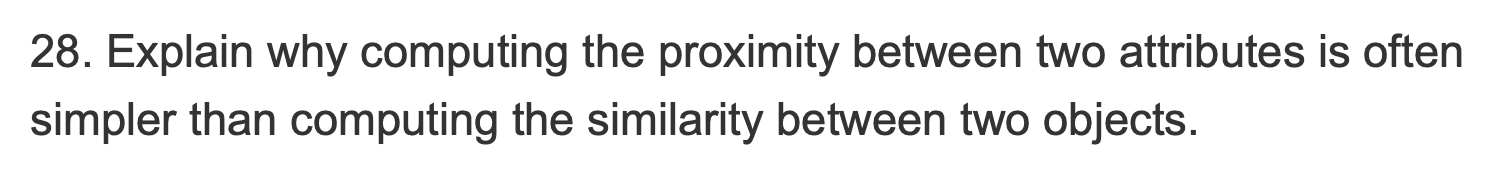 28. Explain why computing the proximity between two attributes is often
simpler than computing the similarity between two objects.